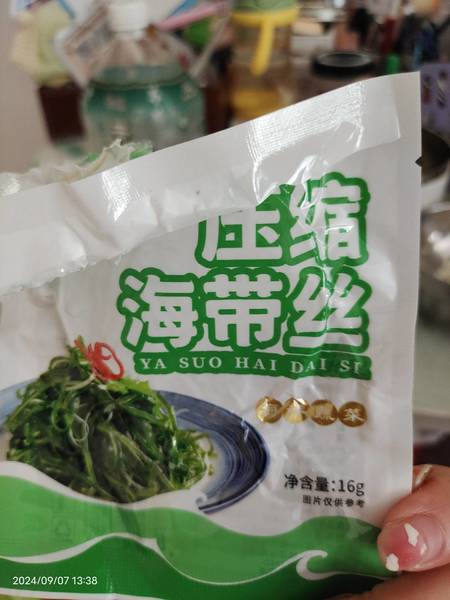 压缩
海带丝
YA SUO HAI DAI SI
净含量:16g
图片仅供参考
2024/09/07 13:38